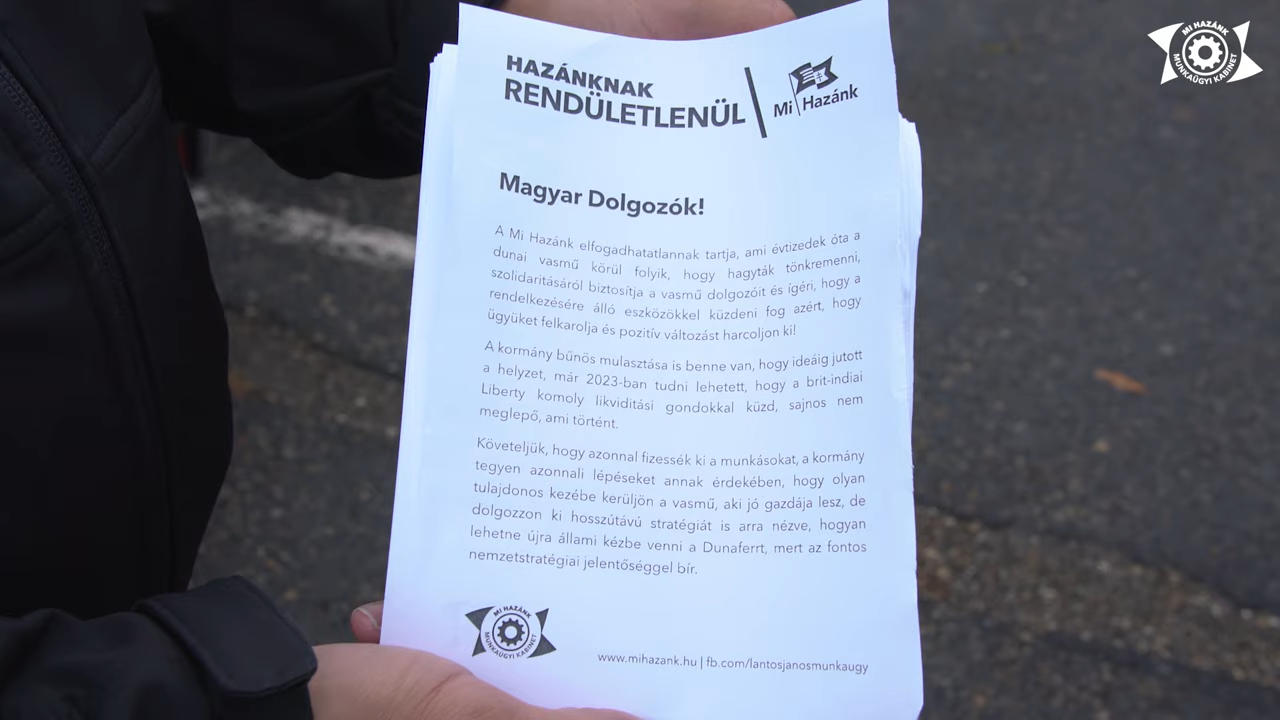 HAZÁNKNAK
RENDÜLETLENÜL
Mi Hazánk
Magyar Dolgozók!
A Mi Hazánk elfogadhatatlannak tartja, ami évtizedek óta a
dunai vasmű körül folyik, hogy hagyták tönkremenni,
szolidaritásáról biztosítja a vasmű dolgozóit és ígéri, hogy a
rendelkezésére álló eszközökkel küzdeni fog azért, hogy
ügyüket felkarolja és pozitív változást harcoljon ki!
A kormány bűnös mulasztása is benne van, hogy ideáig jutott
a helyzet, már 2023-ban tudni lehetett, hogy a brit-indiai
Liberty komoly likviditási gondokkal küzd, sajnos nem
meglepő, ami történt.
Követeljük, hogy azonnal fizessék ki a munkásokat, a kormány
tegyen azonnali lépéseket annak érdekében, hogy olyan
tulajdonos kezébe kerüljön a vasmű, aki jó gazdája lesz, de
dolgozzon ki hosszútávú stratégiát is arra nézve, hogyan
lehetne újra állami kézbe venni a Dunaferrt, mert az fontos
nemzetstratégiai jelentőséggel bír.
MI HAZÁNK
MUNKAÜGYI KABINET
www.mihazank.hu | fb.com/lantosjanosmunkaugy
MI HAZÁNK
MUNKAÜGYI KABINET